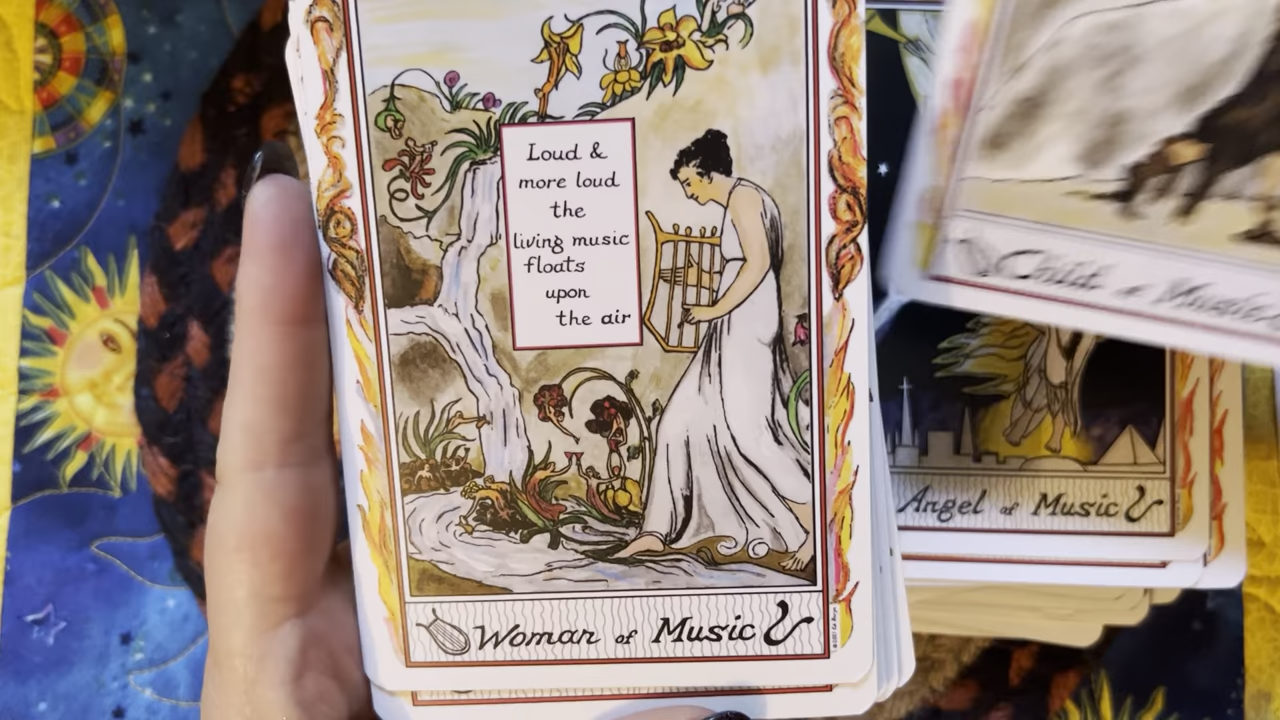 Loud &
more loud
the
living music
floats
upon
the air
Woman of Music
Child of Music
Angel of Music